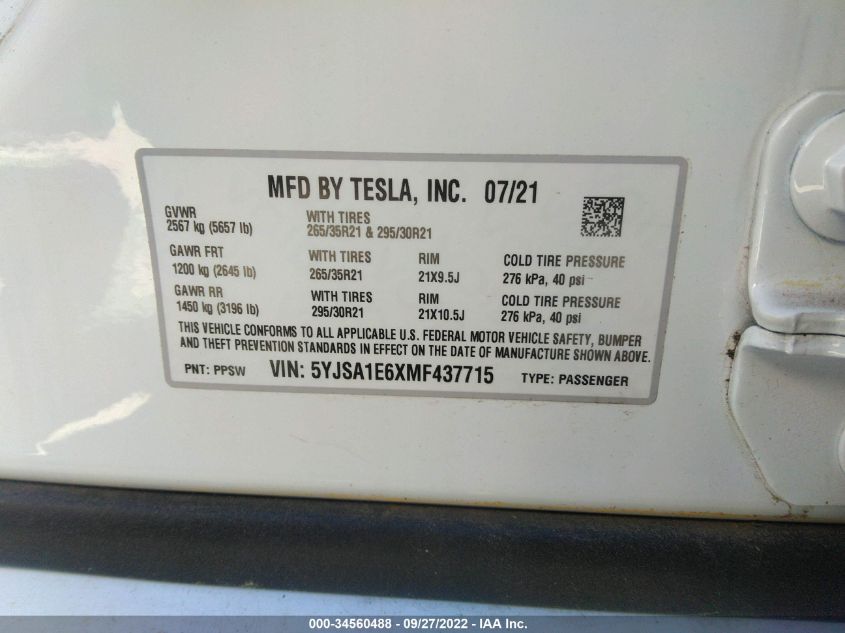 MFD BY TESLA, INC. 07/21
GVWR
2567 kg (5657 lb)
WITH TIRES
265/35R21 & 295/30R21
GAWR FRT
1200 kg (2645 lb)
WITH TIRES
265/35R21
RIM
21X9.5J
COLD TIRE PRESSURE
276 kPa, 40 psi
GAWR RR
1450 kg (3196 lb)
WITH TIRES
295/30R21
RIM
21X10.5J
COLD TIRE PRESSURE
276 kPa, 40 psi
THIS VEHICLE CONFORMS TO ALL APPLICABLE U.S. FEDERAL MOTOR VEHICLE SAFETY, BUMPER
AND THEFT PREVENTION STANDARDS IN EFFECT ON THE DATE OF MANUFACTURE SHOWN ABOVE.
PNT: PPSW VIN: 5YJSA1E6XMF437715 TYPE: PASSENGER
000-34560488 - 09/27/2022 - IAA Inc.